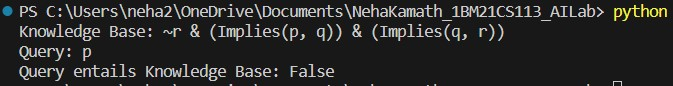 PS C:\Users\neha2\OneDrive\Documents\NehaKamath_1BM21CS113_AILab> python
Knowledge Base: ~r & (Implies(p, q)) & (Implies(q, r))
Query: p
Query entails Knowledge Base: False